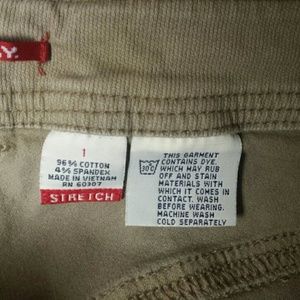 Y.
1
96% COTTON
4% SPANDEX
MADE IN VIETNAM
RN 60307
STRETCH
30C
THIS GARMENT
CONTAINS DYE.
WHICH MAY RUB
OFF AND STAIN
MATERIALS WITH
WHICH IT COMES IN
CONTACT. WASH
BEFORE WEARING.
MACHINE WASH
COLD SEPARATELY